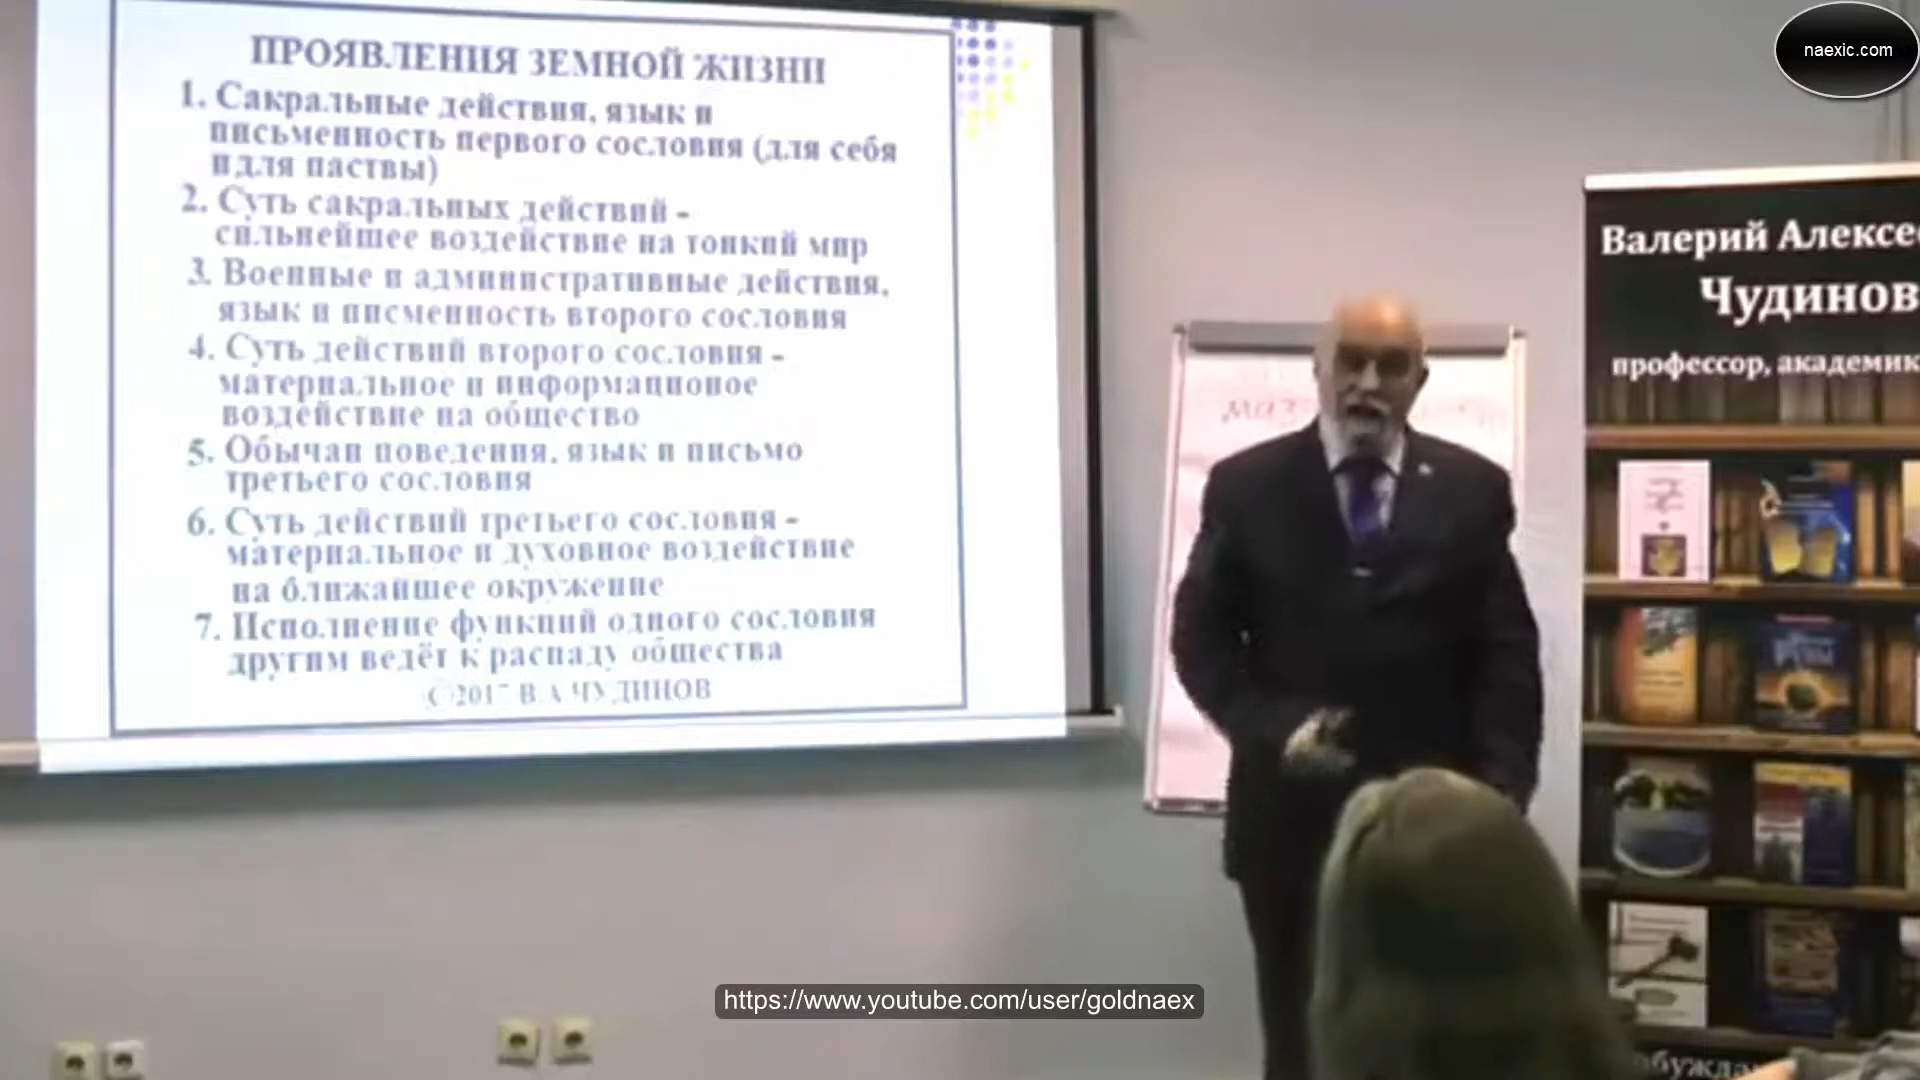 ПРОЯВЛЕНИЯ ЗЕМНОЙ ЖИЗНИ
1. Сакральные действия, язык и
письменность первого сословия (для себя
и для паствы)
2. Суть сакральных действий -
сильнейшее воздействие на тонкий мир
3. Военные и административные действия,
язык и писменность второго сословия
4. Суть действий второго сословия -
материальное и информационое
воздействие на общество
5. Обычаи поведения, язык и письмо
третьего сословия
6. Суть действий третьего сословия -
материальное и духовное воздействие
на ближайшее окружение
7. Исполнение функций одного сословия
другим ведёт к распаду общества
©2017 В.А.ЧУДИНОВ
naexic.com
Валерий Алексе
Чудинов
профессор, академик
https://www.youtube.com/user/goldnaex